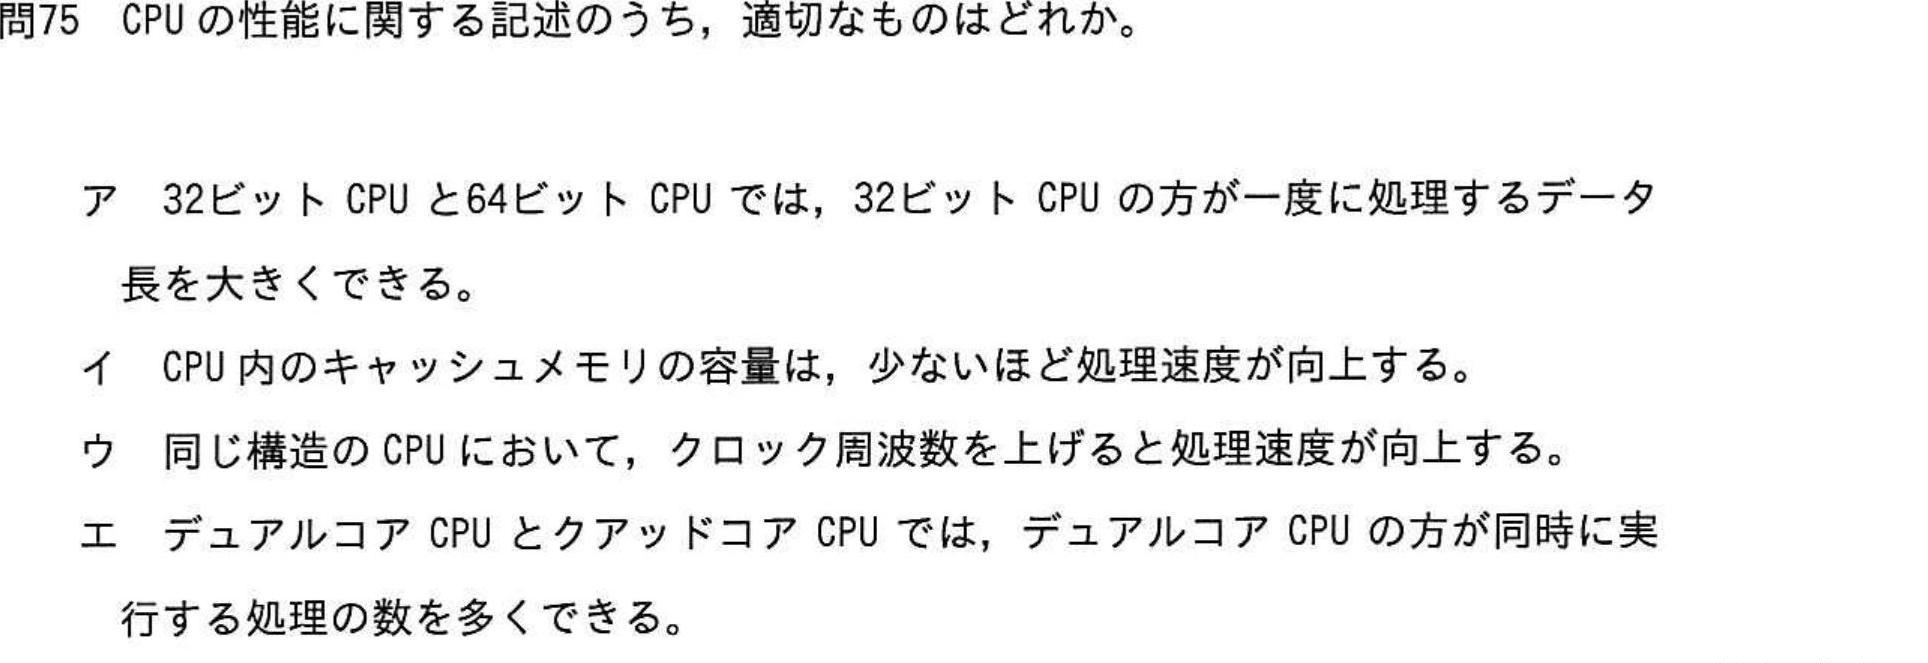 問75　CPU の性能に関する記述のうち，適切なものはどれか。
ア　32ビット CPU と64ビット CPU では，32ビット CPU の方が一度に処理するデータ
長を大きくできる。
イ　CPU 内のキャッシュメモリの容量は，少ないほど処理速度が向上する。
ウ　同じ構造の CPU において，クロック周波数を上げると処理速度が向上する。
エ　デュアルコア CPU とクアッドコア CPU では，デュアルコア CPU の方が同時に実
行する処理の数を多くできる。